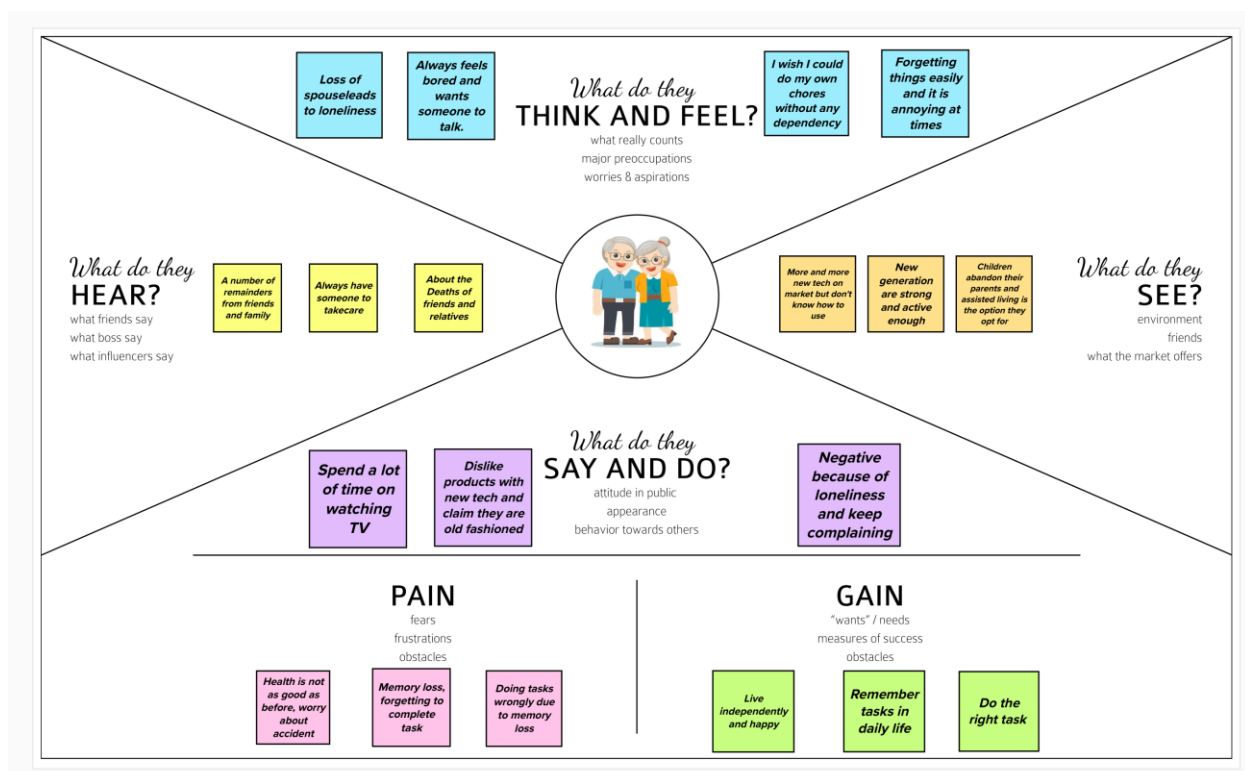 Loss of
spouseleads
to loneliness
Always feels
bored and
wants
someone to
talk.
What do they
THINK AND FEEL?
what really counts
major preoccupations
worries & aspirations
I wish I could
do my own
chores
without any
dependency
Forgetting
things easily
and it is
annoying at
times
What do they
HEAR?
what friends say
what boss say
what influencers say
A number of
remainders
from friends
and family
Always have
someone to
takecare
About the
Deaths of
friends and
relatives
More and more
new tech on
market but don't
know how to
use
New
generation
are strong
and active
enough
Children
abandon their
parents and
assisted living is
the option they
opt for
What do they
SEE?
environment
friends
what the market offers
What do they
SAY AND DO?
attitude in public
appearance
behavior towards others
Spend a lot
of time on
watching
TV
Dislike
products with
new tech and
claim they are
old fashioned
Negative
because of
loneliness
and keep
complaining
PAIN
fears
frustrations
obstacles
Health is not
as good as
before, worry
about
accident
Memory loss,
forgetting to
complete
task
Doing tasks
wrongly due
to memory
loss
GAIN
"wants" / needs
measures of success
obstacles
Live
independently
and happy
Remember
tasks in
daily life
Do the
right task